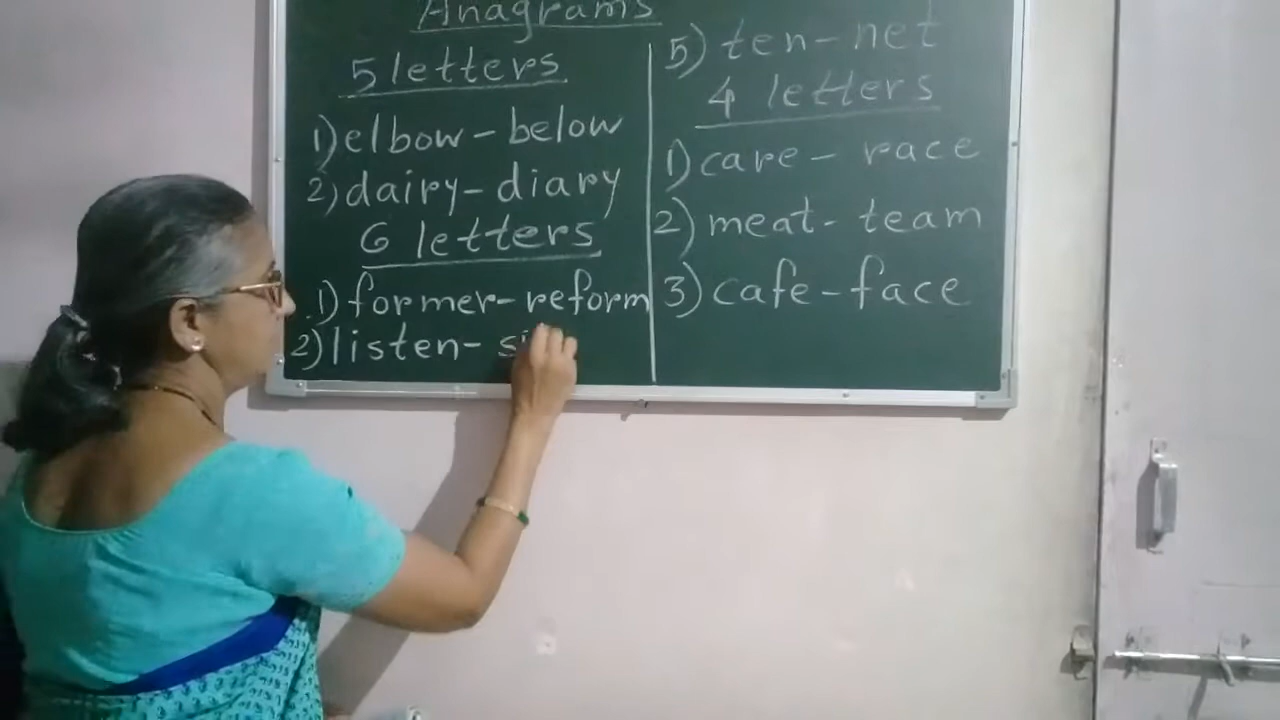 Anagrams
5 letters
1) elbow - below
2) dairy - diary
6 letters
1) former - reform
2) listen - si
5) ten - net
4 letters
1) care - race
2) meat - team
3) cafe - face